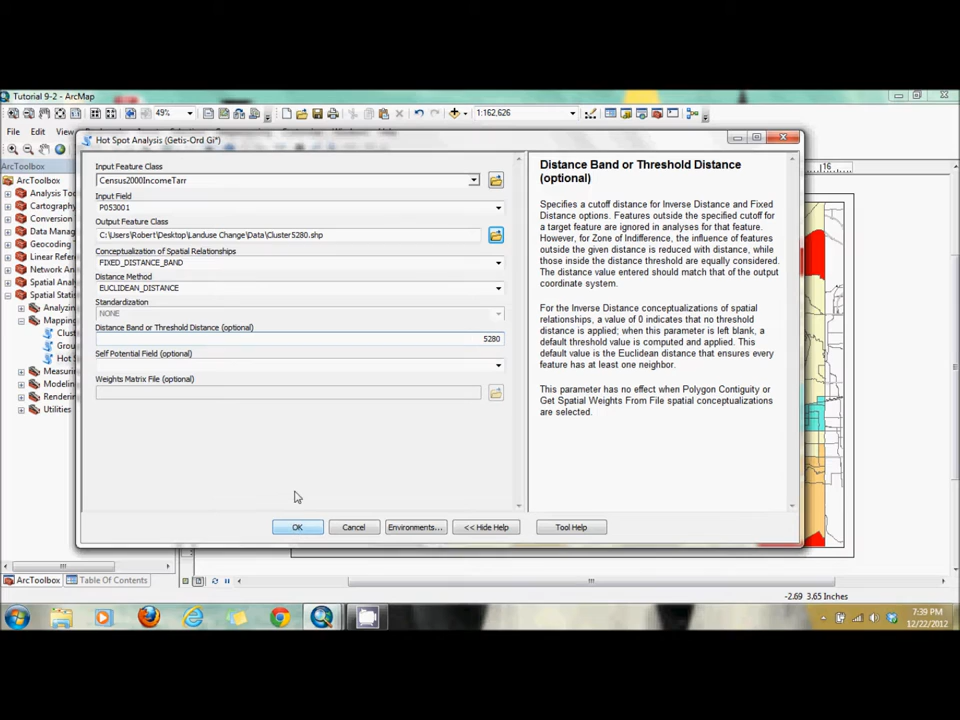 Tutorial 9-2 - ArcMap
49%
1:162,626
File Edit View
ArcToolbox
ArcToolbox
Analysis T
Cartography
Conversion
Data Manag
Geocoding
Linear Refer
Network An
Spatial Analy
Spatial Statis
Analyzing
Mapping
Clust
Group
Hot S
Measuring
Modeling
Rendering
Utilities
ArcToolbox Table Of Contents
Hot Spot Analysis (Getis-Ord Gi*)
Input Feature Class
Census2000IncomeTarr
Input Field
P053001
Output Feature Class
C:\Users\Robert\Desktop\Landuse Change\Data\Cluster5280.shp
Conceptualization of Spatial Relationships
FIXED_DISTANCE_BAND
Distance Method
EUCLIDEAN_DISTANCE
Standardization
NONE
Distance Band or Threshold Distance (optional)
5280
Self Potential Field (optional)
Weights Matrix File (optional)
OK
Cancel
Environments...
<< Hide Help
Tool Help
Distance Band or Threshold Distance
(optional)
Specifies a cutoff distance for Inverse Distance and Fixed
Distance options. Features outside the specified cutoff for
a target feature are ignored in analyses for that feature.
However, for Zone of Indifference, the influence of features
outside the given distance is reduced with distance, while
those inside the distance threshold are equally considered.
The distance value entered should match that of the output
coordinate system.
For the Inverse Distance conceptualizations of spatial
relationships, a value of 0 indicates that no threshold
distance is applied; when this parameter is left blank, a
default threshold value is computed and applied. This
default value is the Euclidean distance that ensures every
feature has at least one neighbor.
This parameter has no effect when Polygon Contiguity or
Get Spatial Weights From File spatial conceptualizations
are selected.
16
-2.69 3.65 Inches
7:39 PM
12/22/2012